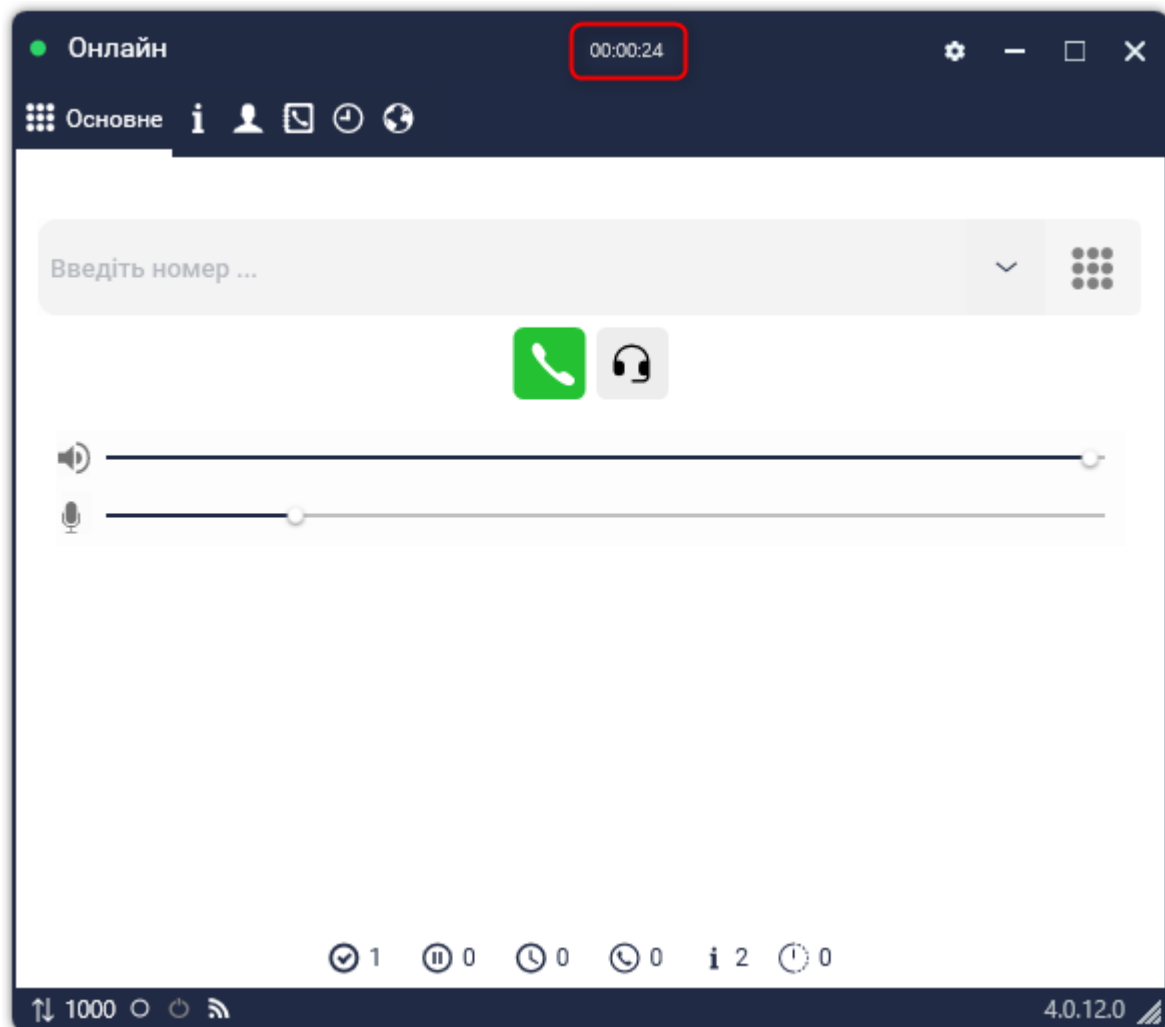 Онлайн 00:00:24
Основне
Введіть номер ...
1 0 0 0 2 0
1000 4.0.12.0